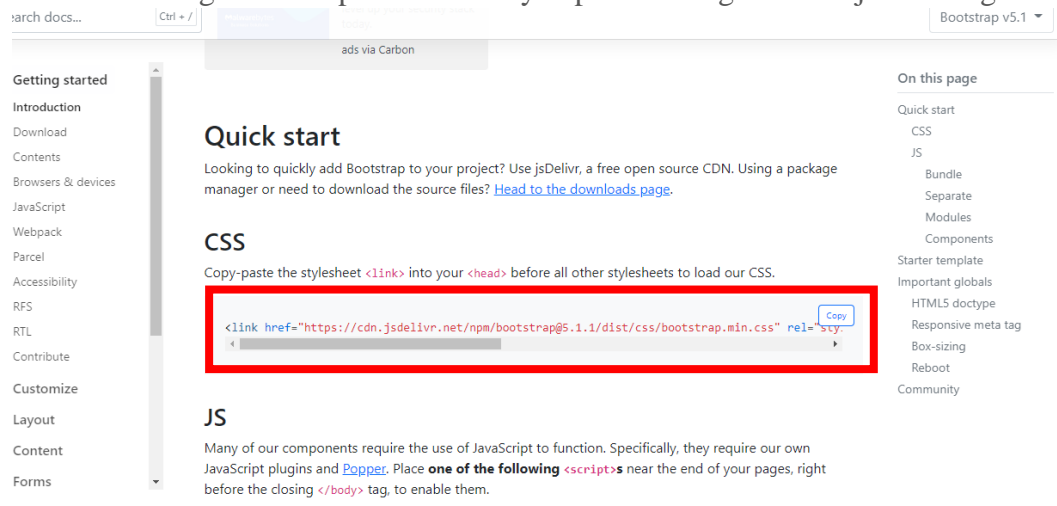 earch docs...
Ctrl + /
Bootstrap v5.1
ads via Carbon
Getting started
Introduction
Download
Contents
Browsers & devices
JavaScript
Webpack
Parcel
Accessibility
RFS
RTL
Contribute
Customize
Layout
Content
Forms
Quick start
Looking to quickly add Bootstrap to your project? Use jsDelivr, a free open source CDN. Using a package
manager or need to download the source files? Head to the downloads page.
CSS
Copy-paste the stylesheet <link> into your <head> before all other stylesheets to load our CSS.
Copy
<link href="https://cdn.jsdelivr.net/npm/bootstrap@5.1.1/dist/css/bootstrap.min.css" rel="sty
JS
Many of our components require the use of JavaScript to function. Specifically, they require our own
JavaScript plugins and Popper. Place one of the following <script>s near the end of your pages, right
before the closing </body> tag, to enable them.
On this page
Quick start
CSS
JS
Bundle
Separate
Modules
Components
Starter template
Important globals
HTML5 doctype
Responsive meta tag
Box-sizing
Reboot
Community